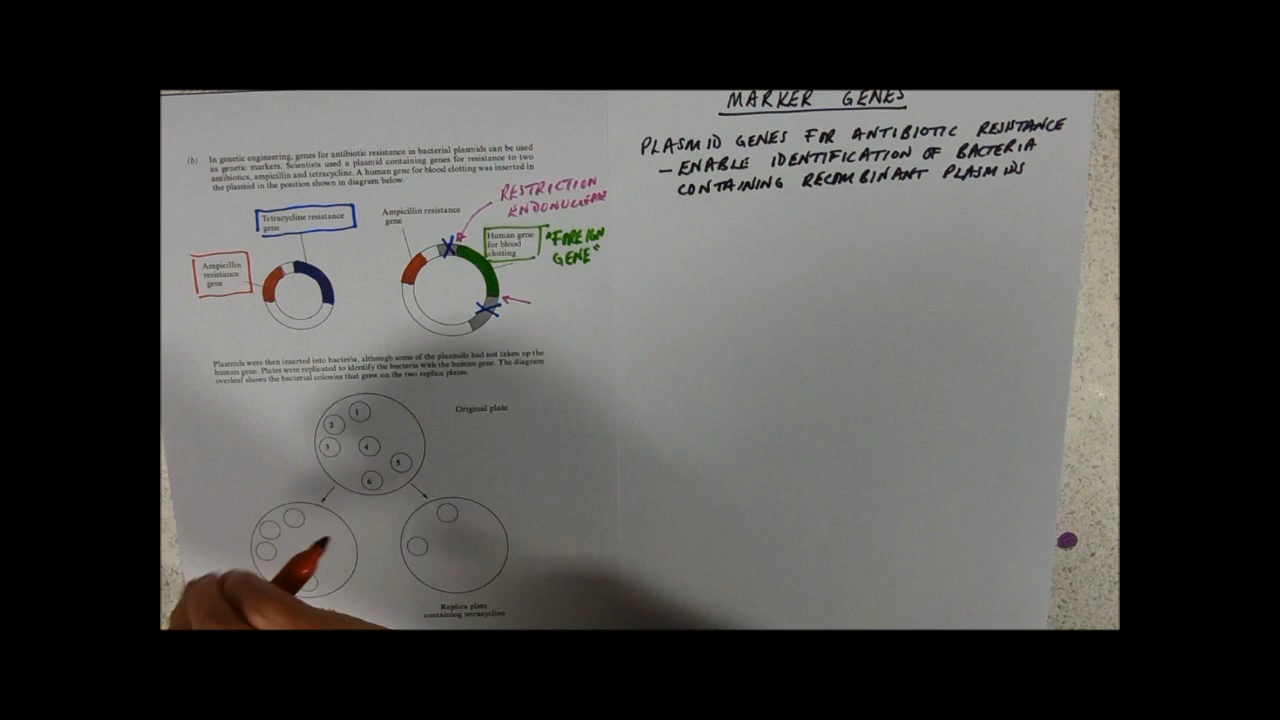 MARKER GENES
PLASMID GENES FOR ANTIBIOTIC RESISTANCE
- ENABLE IDENTIFICATION OF BACTERIA
CONTAINING RECOMBINANT PLASMIDS
(b) In genetic engineering, genes for antibiotic resistance in bacterial plasmids can be used
as genetic markers. Scientists used a plasmid containing genes for resistance to two
antibiotics, ampicillin and tetracycline. A human gene for blood clotting was inserted in
the plasmid in the position shown in diagram below.
RESTRICTION
ENDONUCLEASE
Tetracycline resistance
gene
Ampicillin resistance
gene
Human gene
for blood
clotting
"FOREIGN
GENE"
Ampicillin
resistance
gene
Plasmids were then inserted into bacteria, although some of the plasmids had not taken up the
human gene. Plates were replicated to identify the bacteria with the human gene. The diagram
overleaf shows the bacterial colonies that grew on the two replica plates.
Original plate
1
2
3
4
5
6
Replica plate
containing tetracycline